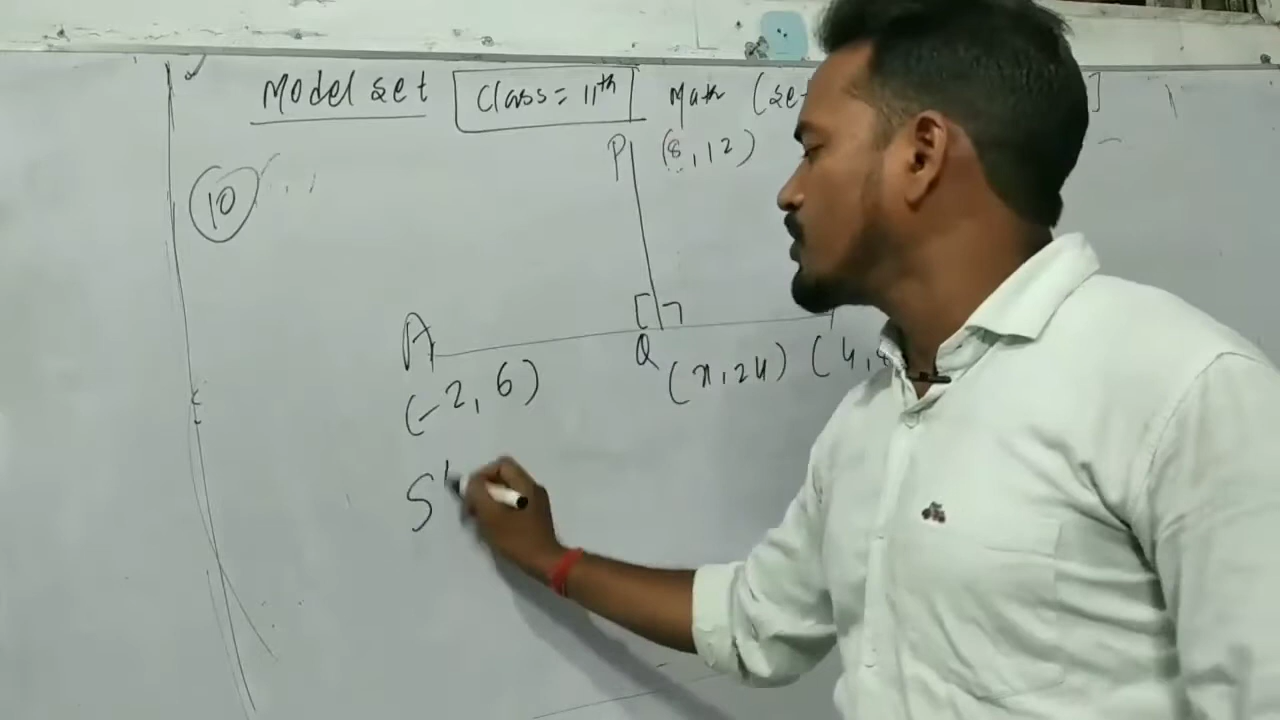 Model set Class = 11th Math (se
10
P (8, 12)
Q
A
(x, 24) (4,
(-2, 6)
S